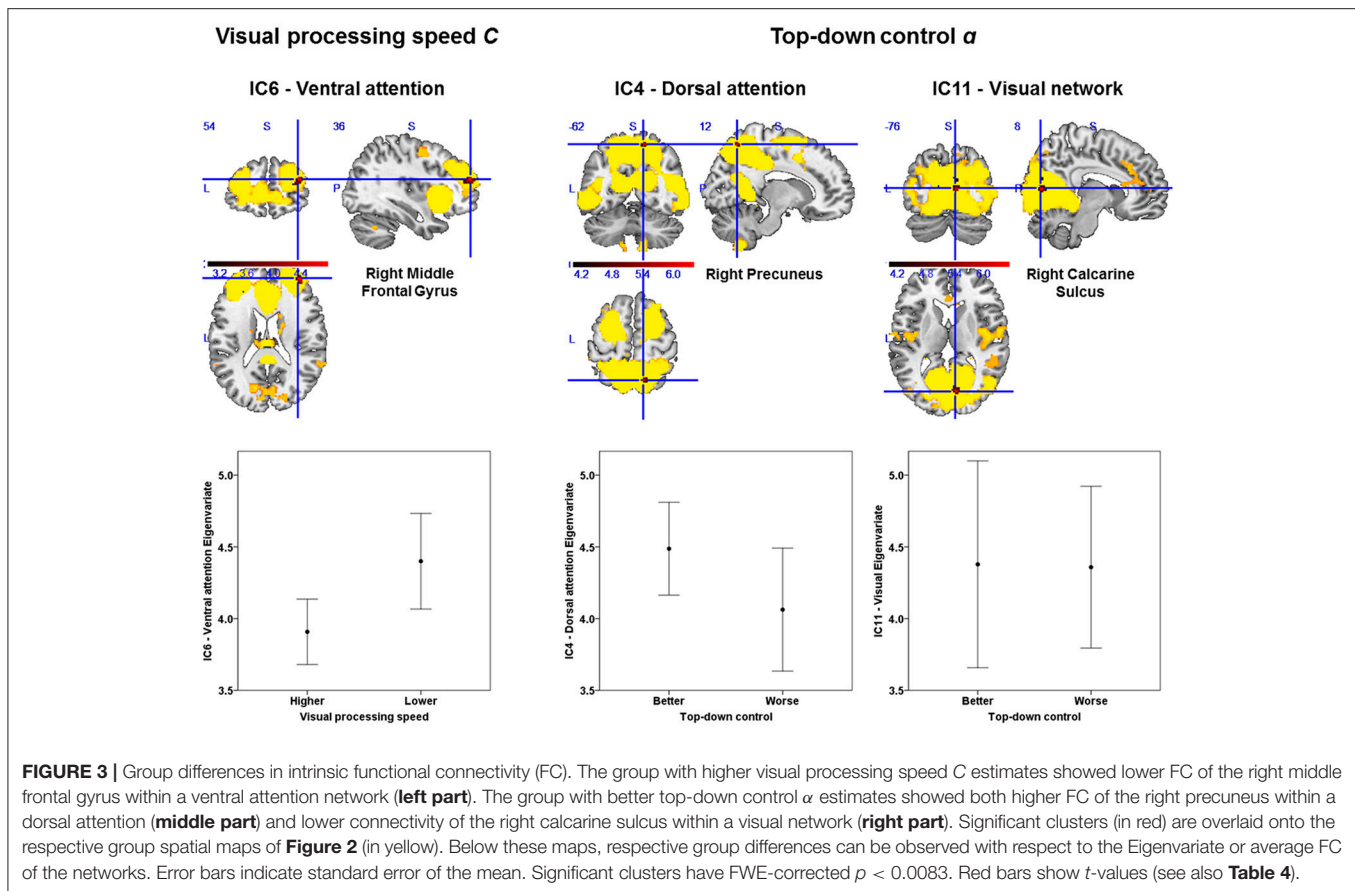 Visual processing speed C
Top-down control α
IC6 - Ventral attention
IC4 - Dorsal attention
IC11 - Visual network
54
S
36
S
-62
S
12
S
-76
S
8
S
L
P
L
P
L
P
3.2 3.6 4.0 4.4
Right Middle
Frontal Gyrus
4.2 4.8 5.4 6.0
Right Precuneus
4.2 4.8 5.4 6.0
Right Calcarine
Sulcus
L
L
L
IC6 - Ventral attention Eigenvariate
5.0
4.5
4.0
3.5
Higher
Lower
Visual processing speed
IC4 - Dorsal attention Eigenvariate
5.0
4.5
4.0
3.5
Better
Worse
Top-down control
IC11 - Visual Eigenvariate
5.0
4.5
4.0
3.5
Better
Worse
Top-down control
FIGURE 3 | Group differences in intrinsic functional connectivity (FC). The group with higher visual processing speed C estimates showed lower FC of the right middle
frontal gyrus within a ventral attention network (left part). The group with better top-down control α estimates showed both higher FC of the right precuneus within a
dorsal attention (middle part) and lower connectivity of the right calcarine sulcus within a visual network (right part). Significant clusters (in red) are overlaid onto the
respective group spatial maps of Figure 2 (in yellow). Below these maps, respective group differences can be observed with respect to the Eigenvariate or average FC
of the networks. Error bars indicate standard error of the mean. Significant clusters have FWE-corrected p < 0.0083. Red bars show t-values (see also Table 4).